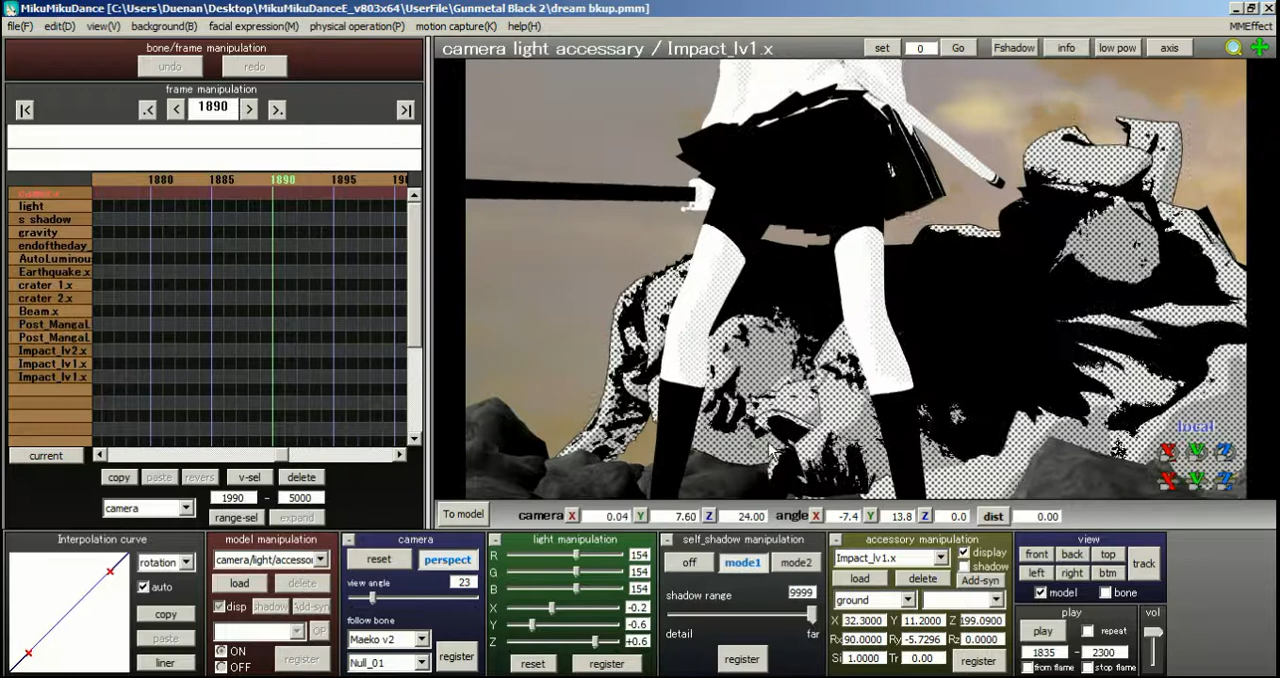 MikuMikuDance [C:\Users\Duenan\Desktop\MikuMikuDanceE_v803x64\UserFile\Gunmetal Black 2\dream bkup.pmm]
file(F) edit(D) view(V) background(B) facial expression(M) physical operation(P) motion capture(K) help(H) MMEffect
bone/frame manipulation
undo redo
frame manipulation
1890
camera light accessary / Impact_lv1.x set 0 Go Fshadow info low pow axis
1880 1885 1890 1895
light
s shadow
gravity
endoftheday
AutoLuminou
Earthquake.x
crater 1.x
crater 2.x
Beam.x
Post_MangaL
Post_MangaL
Impact_lv2.x
Impact_lv1.x
Impact_lv1.x
current
copy paste revers v-sel delete
camera 1990 - 5000
range-sel expand
local
X Y Z
X Y Z
To model camera X 0.04 Y 7.60 Z 24.00 angle X -7.4 Y 13.8 Z 0.0 dist 0.00
Interpolation curve
rotation
auto
copy
paste
liner
model manipulation
camera/light/accessor
load delete
disp shadow Add-syn
OP
ON
OFF
register
camera
reset perspect
view angle 23
follow bone
Maeko v2
Null_01
register
light manipulation
R 154
G 154
B 154
X -0.2
Y -0.6
Z +0.6
reset register
self_shadow manipulation
off mode1 mode2
shadow range 9999
detail far
register
accessory manipulation
Impact_lv1.x display
shadow
load delete Add-syn
ground
X 32.3000 Y 11.2000 Z 199.0900
Rx 90.0000 Ry -5.7296 Rz 0.0000
Si 1.0000 Tr 0.00 register
view
front back top
left right btm
track
model bone
play
play repeat
1835 - 2300
from flame stop flame
vol